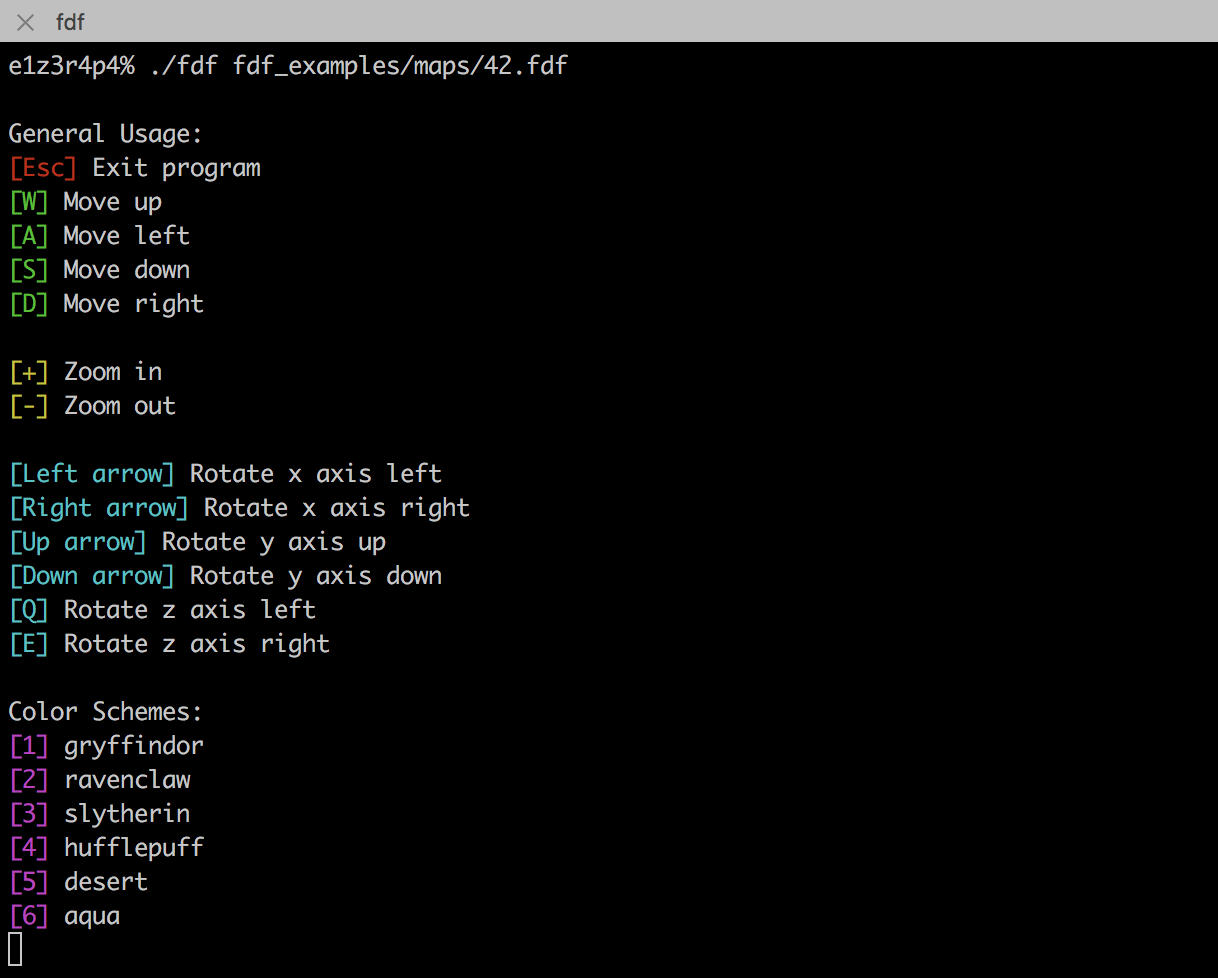 fdf
e1z3r4p4% ./fdf fdf_examples/maps/42.fdf
General Usage:
[Esc] Exit program
[W] Move up
[A] Move left
[S] Move down
[D] Move right
[+] Zoom in
[-] Zoom out
[Left arrow] Rotate x axis left
[Right arrow] Rotate x axis right
[Up arrow] Rotate y axis up
[Down arrow] Rotate y axis down
[Q] Rotate z axis left
[E] Rotate z axis right
Color Schemes:
[1] gryffindor
[2] ravenclaw
[3] slytherin
[4] hufflepuff
[5] desert
[6] aqua